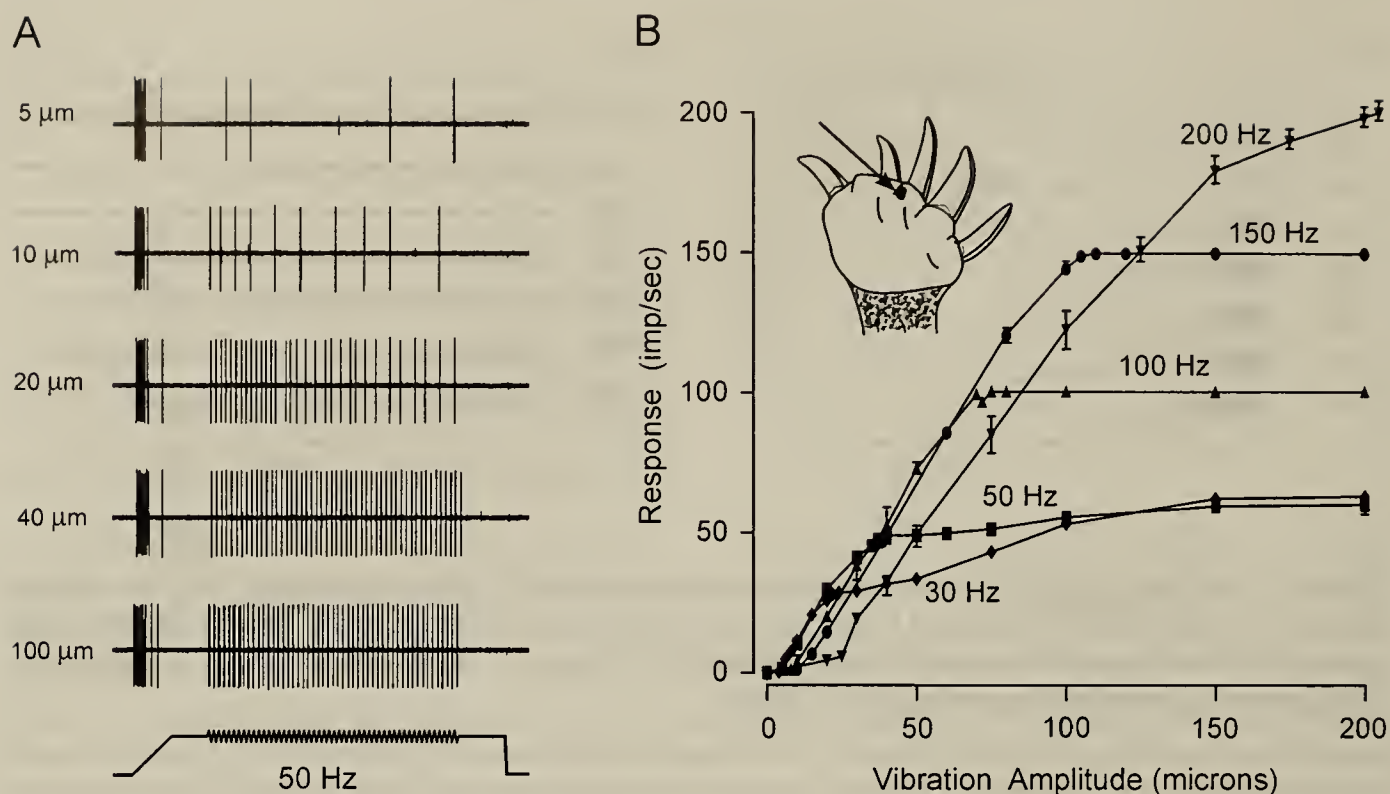 A
5 μm
10 μm
20 μm
40 μm
100 μm
50 Hz
B
Response (imp/sec)
200
150
100
50
0
200 Hz
150 Hz
100 Hz
50 Hz
30 Hz
0 50 100 150 200
Vibration Amplitude (microns)